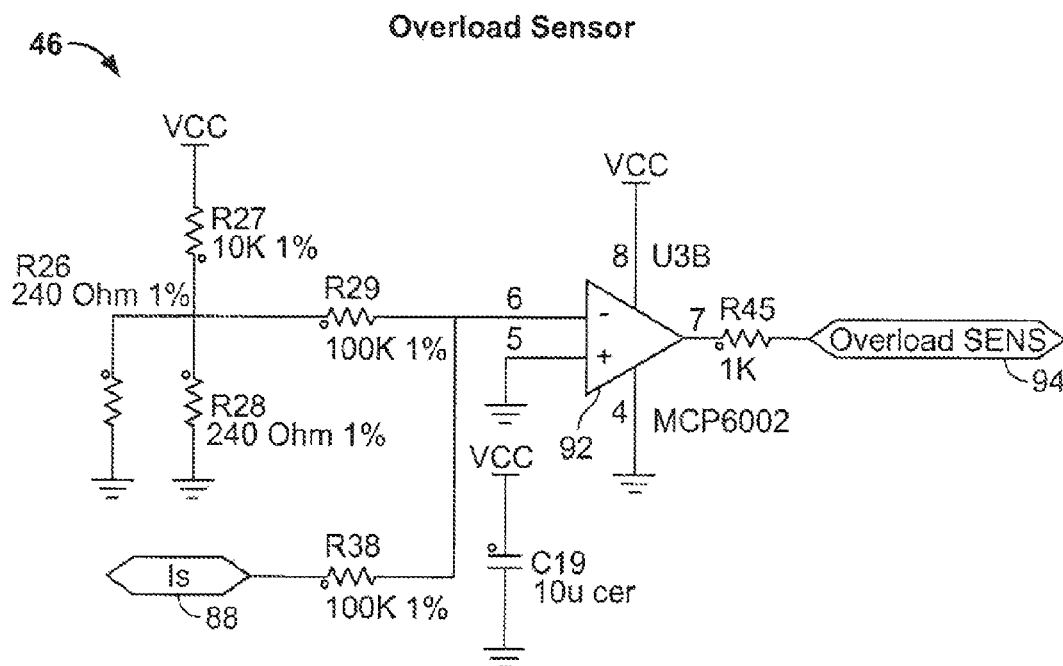 Overload Sensor
46
VCC
R27
10K 1%
R26
240 Ohm 1%
R29
100K 1%
R28
240 Ohm 1%
VCC
8 U3B
6
-
5
+
7
4
92
MCP6002
R45
1K
Overload SENS
94
VCC
C19
10u cer
R38
100K 1%
Is
88